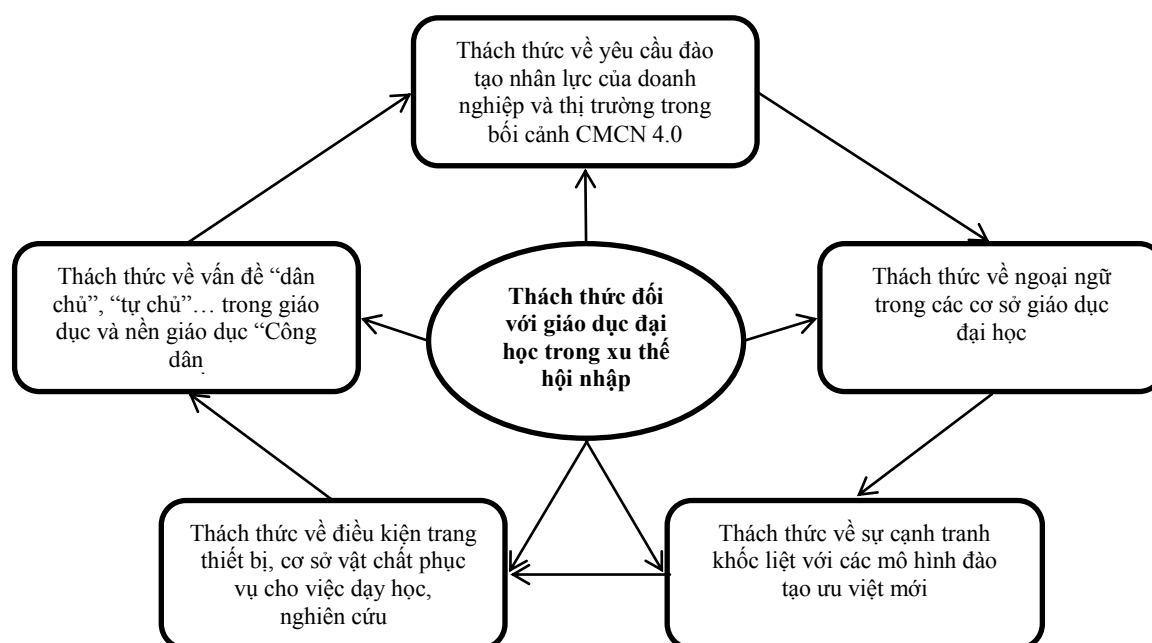 Thách thức về yêu cầu đào
tạo nhân lực của doanh
nghiệp và thị trường trong
bối cảnh CMCN 4.0
Thách thức về vấn đề “dân
chủ”, “tự chủ”… trong giáo
dục và nền giáo dục “Công
dân
Thách thức đối
với giáo dục đại
học trong xu thế
hội nhập
Thách thức về ngoại ngữ
trong các cơ sở giáo dục
đại học
Thách thức về điều kiện trang
thiết bị, cơ sở vật chất phục
vụ cho việc dạy học,
nghiên cứu
Thách thức về sự cạnh tranh
khốc liệt với các mô hình đào
tạo ưu việt mới